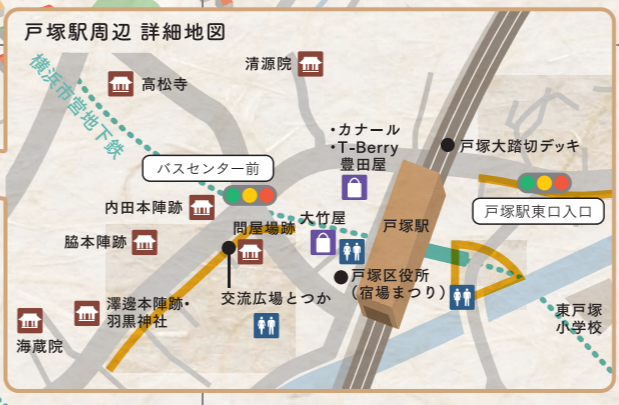 戸塚駅周辺 詳細地図
横浜市営地下鉄
高松寺
清源院
・カナール
・T-Berry
豊田屋
戸塚大踏切デッキ
バスセンター前
戸塚駅東口入口
内田本陣跡
問屋場跡
大竹屋
戸塚駅
脇本陣跡
戸塚区役所
(宿場まつり)
交流広場とつか
澤邊本陣跡・
羽黒神社
海蔵院
東戸塚
小学校